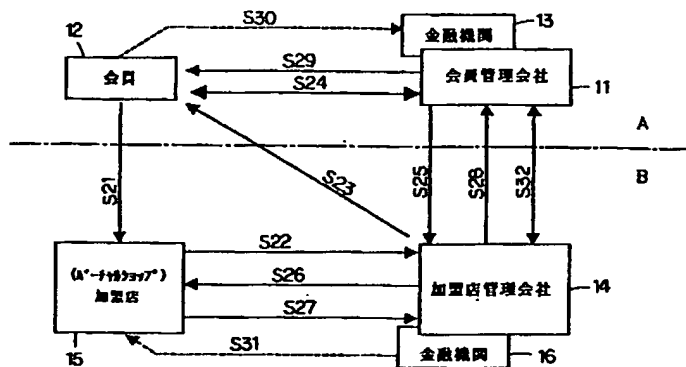 12
S30
13
金融機関
会員
S29
会員管理会社
S24
11
A
B
S21
S23
S25
S28
S32
S22
(ﾊﾞｰﾁｬﾙｼｮｯﾌﾟ)
加盟店
S26
加盟店管理会社
14
S27
15
S31
金融機関
16